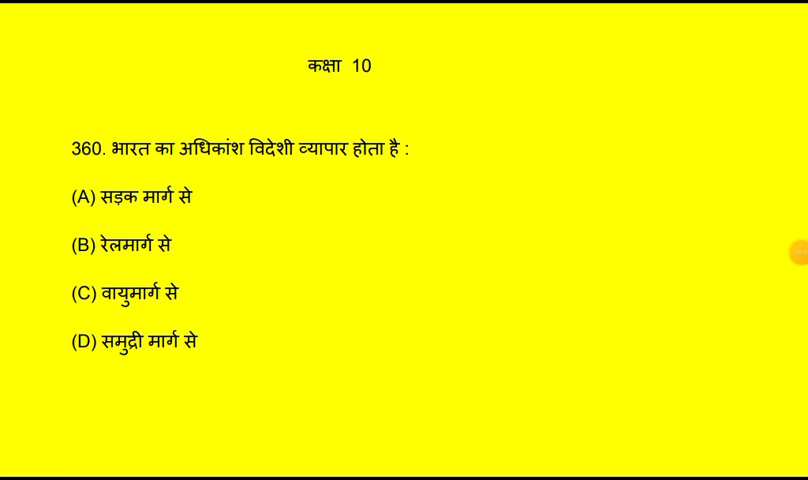 कक्षा 10
360. भारत का अधिकांश विदेशी व्यापार होता है :
(A) सड़क मार्ग से
(B) रेलमार्ग से
(C) वायुमार्ग से
(D) समुद्री मार्ग से